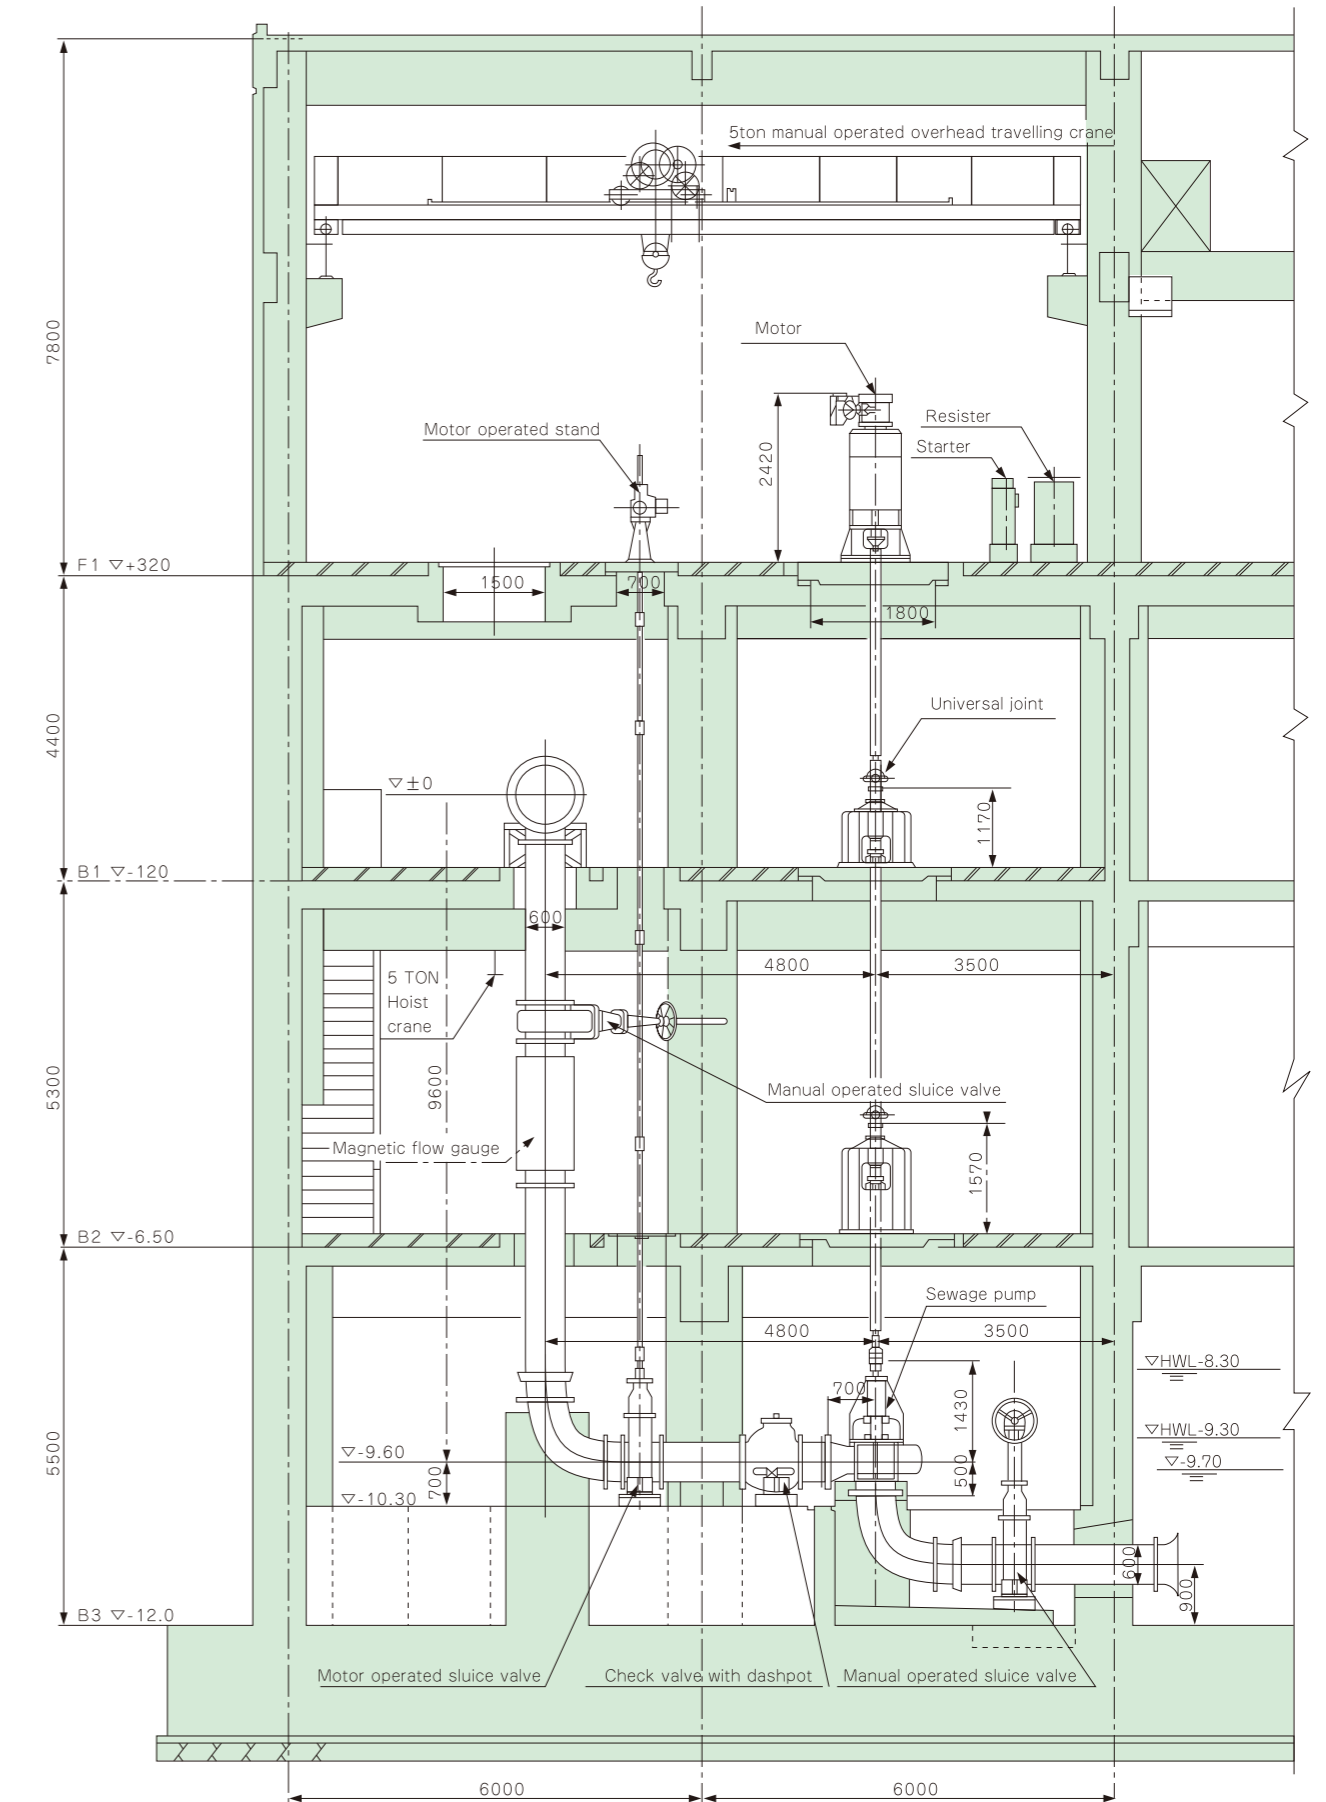 5ton manual operated overhead travelling crane
7800
Motor
Motor operated stand
2420
Resister
Starter
F1 ▽+320
1500
700
1800
4400
Universal joint
▽±0
1170
B1 ▽-120
600
4800
3500
5 TON
Hoist
crane
5300
9600
Manual operated sluice valve
Magnetic flow gauge
1570
B2 ▽-6.50
Sewage pump
4800
3500
▽HWL-8.30
700
1430
▽HWL-9.30
5500
▽-9.60
▽-9.70
700
500
▽-10.30
600
900
B3 ▽-12.0
Motor operated sluice valve
Check valve with dashpot
Manual operated sluice valve
6000
6000